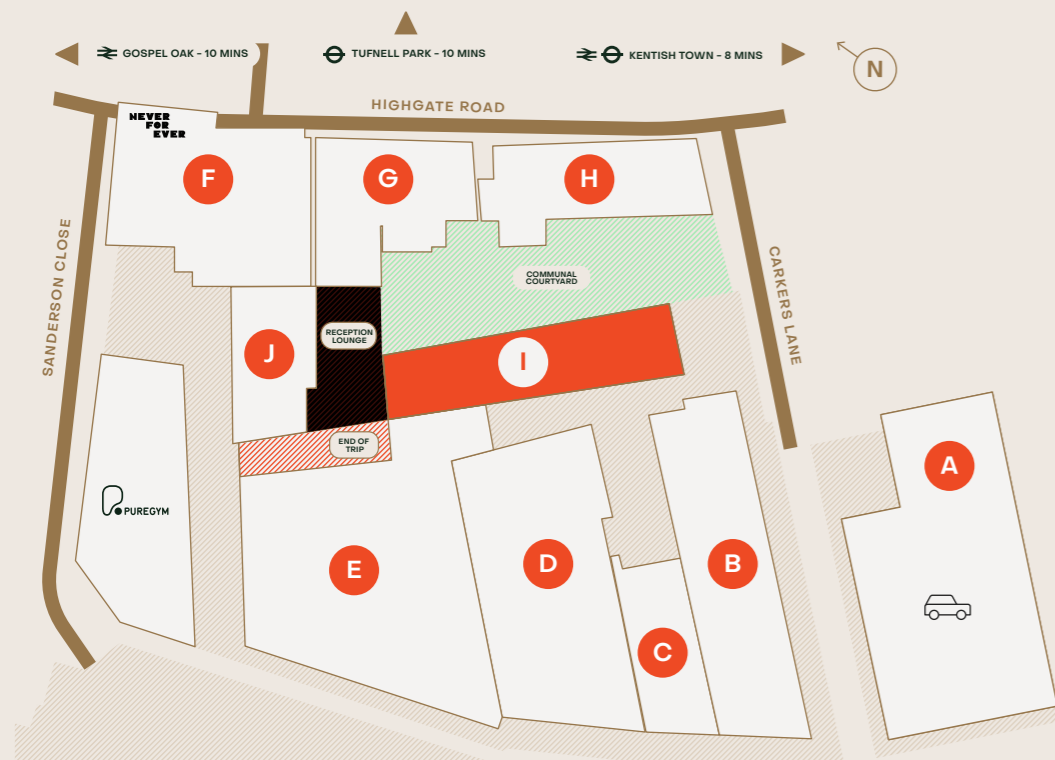 GOSPEL OAK - 10 MINS
TUFNELL PARK - 10 MINS
KENTISH TOWN - 8 MINS
N
HIGHGATE ROAD
NEVER
FOR
EVER
F
G
H
SANDERSON CLOSE
COMMUNAL
COURTYARD
CARKERS LANE
RECEPTION
LOUNGE
J
I
END OF
TRIP
A
PUREGYM
E
D
B
C